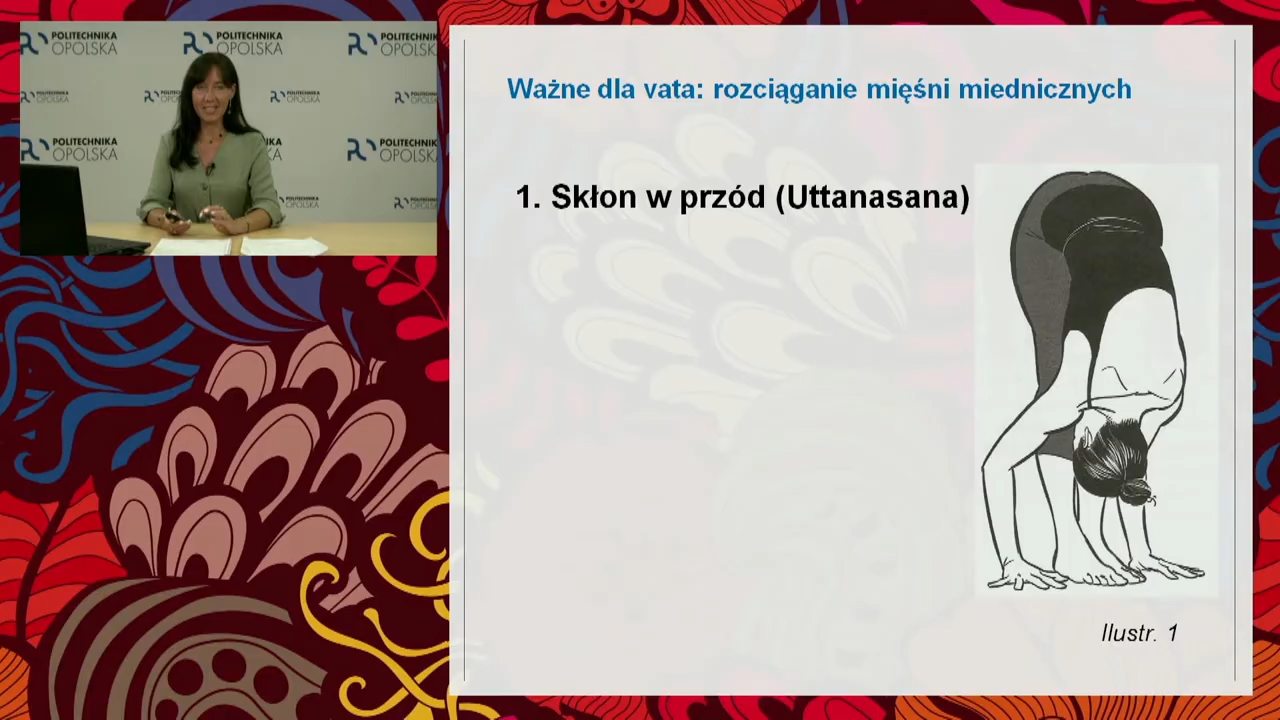 POLITECHNIKA
OPOLSKA
POLITECHNIKA
OPOLSKA
POLITECHNIKA
OPOLSKA
POLITECHNIKA
OPOLSKA
POLITECHNIKA
OPOLSKA
POLITECHNIKA
OPOLSKA
Ważne dla vata: rozciąganie mięśni miednicznych
1. Skłon w przód (Uttanasana)
Ilustr. 1